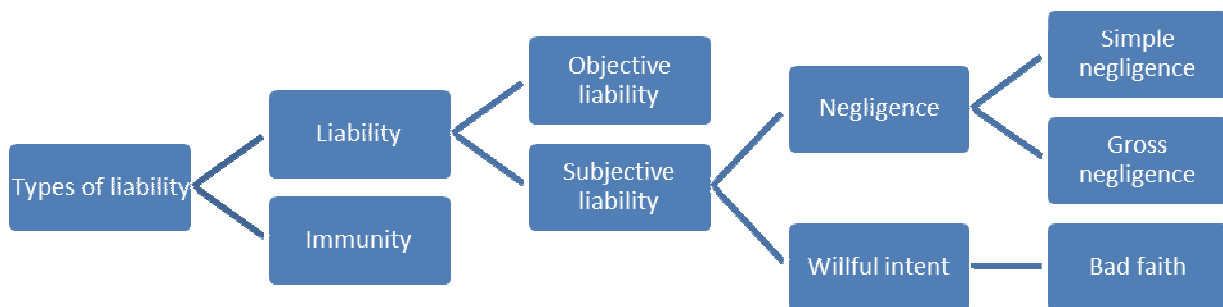 Types of liability
Liability
Immunity
Objective
liability
Subjective
liability
Negligence
Willful intent
Simple
negligence
Gross
negligence
Bad faith